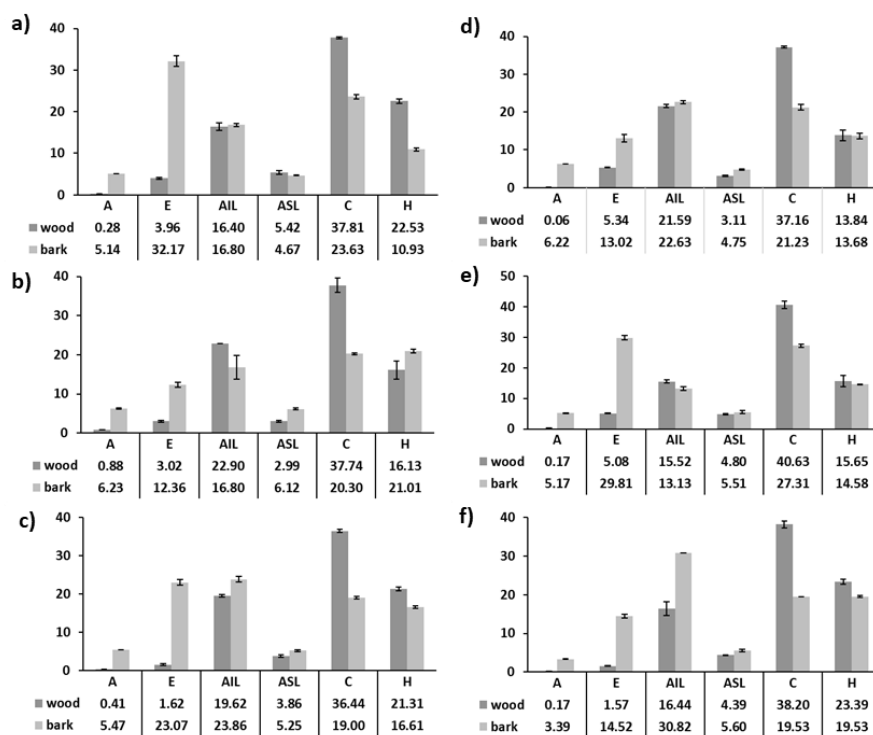 a)
40
30
20
10
0
A E AIL ASL C H
wood 0.28 3.96 16.40 5.42 37.81 22.53
bark 5.14 32.17 16.80 4.67 23.63 10.93
b)
40
30
20
10
0
A E AIL ASL C H
wood 0.88 3.02 22.90 2.99 37.74 16.13
bark 6.23 12.36 16.80 6.12 20.30 21.01
c)
40
30
20
10
0
A E AIL ASL C H
wood 0.41 1.62 19.62 3.86 36.44 21.31
bark 5.47 23.07 23.86 5.25 19.00 16.61
d)
40
30
20
10
0
A E AIL ASL C H
wood 0.06 5.34 21.59 3.11 37.16 13.84
bark 6.22 13.02 22.63 4.75 21.23 13.68
e)
50
40
30
20
10
0
A E AIL ASL C H
wood 0.17 5.08 15.52 4.80 40.63 15.65
bark 5.17 29.81 13.13 5.51 27.31 14.58
f)
40
30
20
10
0
A E AIL ASL C H
wood 0.17 1.57 16.44 4.39 38.20 23.39
bark 3.39 14.52 30.82 5.60 19.53 19.53